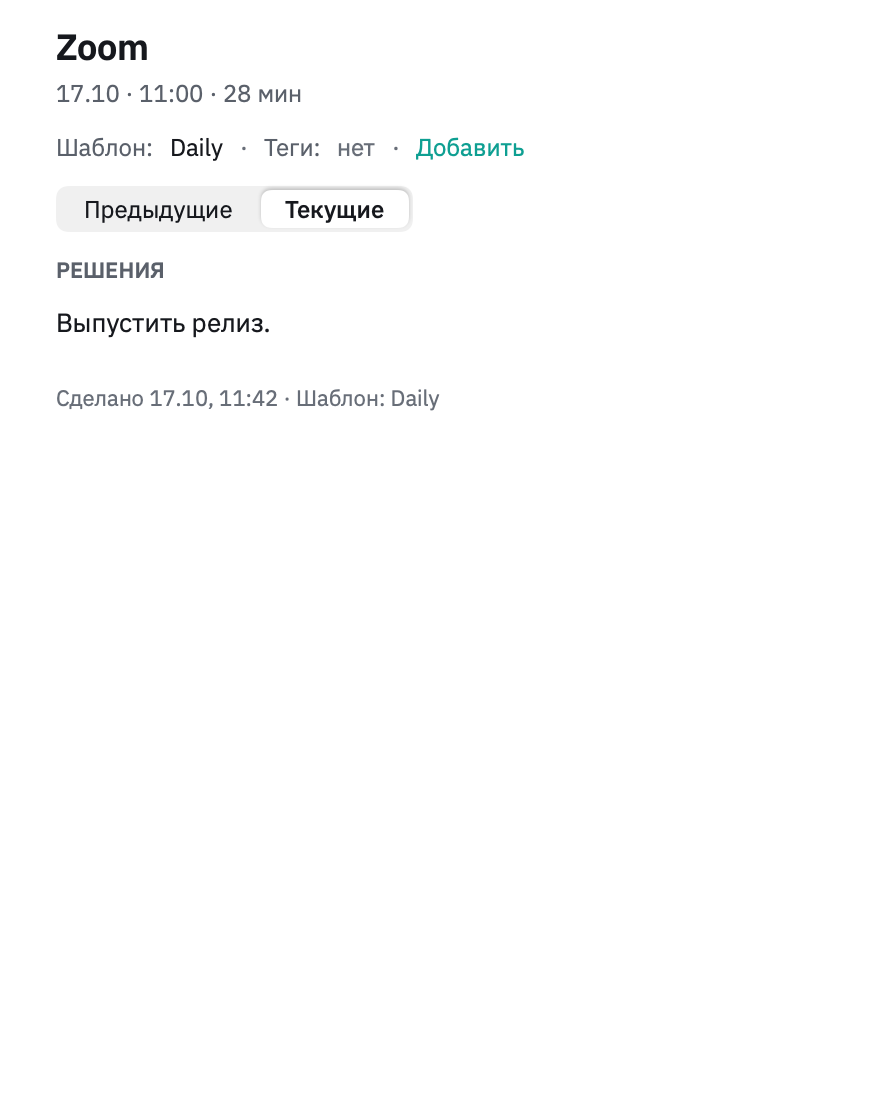 Zoom
17.10 · 11:00 · 28 мин
Шаблон: Daily · Теги: нет · Добавить
Предыдущие Текущие
РЕШЕНИЯ
Выпустить релиз.
Сделано 17.10, 11:42 · Шаблон: Daily